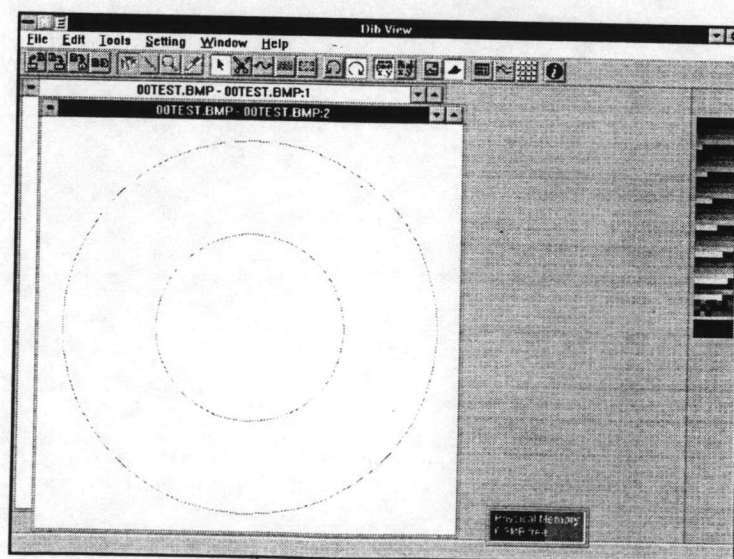 Dib View
File Edit Tools Setting Window Help
00TEST.BMP - 00TEST.BMP:1
00TEST.BMP - 00TEST.BMP:2
Physical Memory